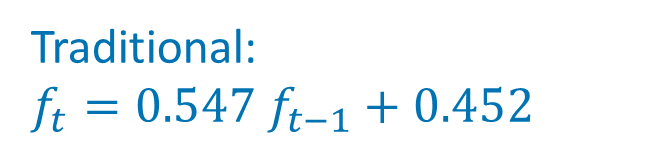 Traditional:
𝑓ₜ = 0.547 𝑓ₜ₋₁ + 0.452